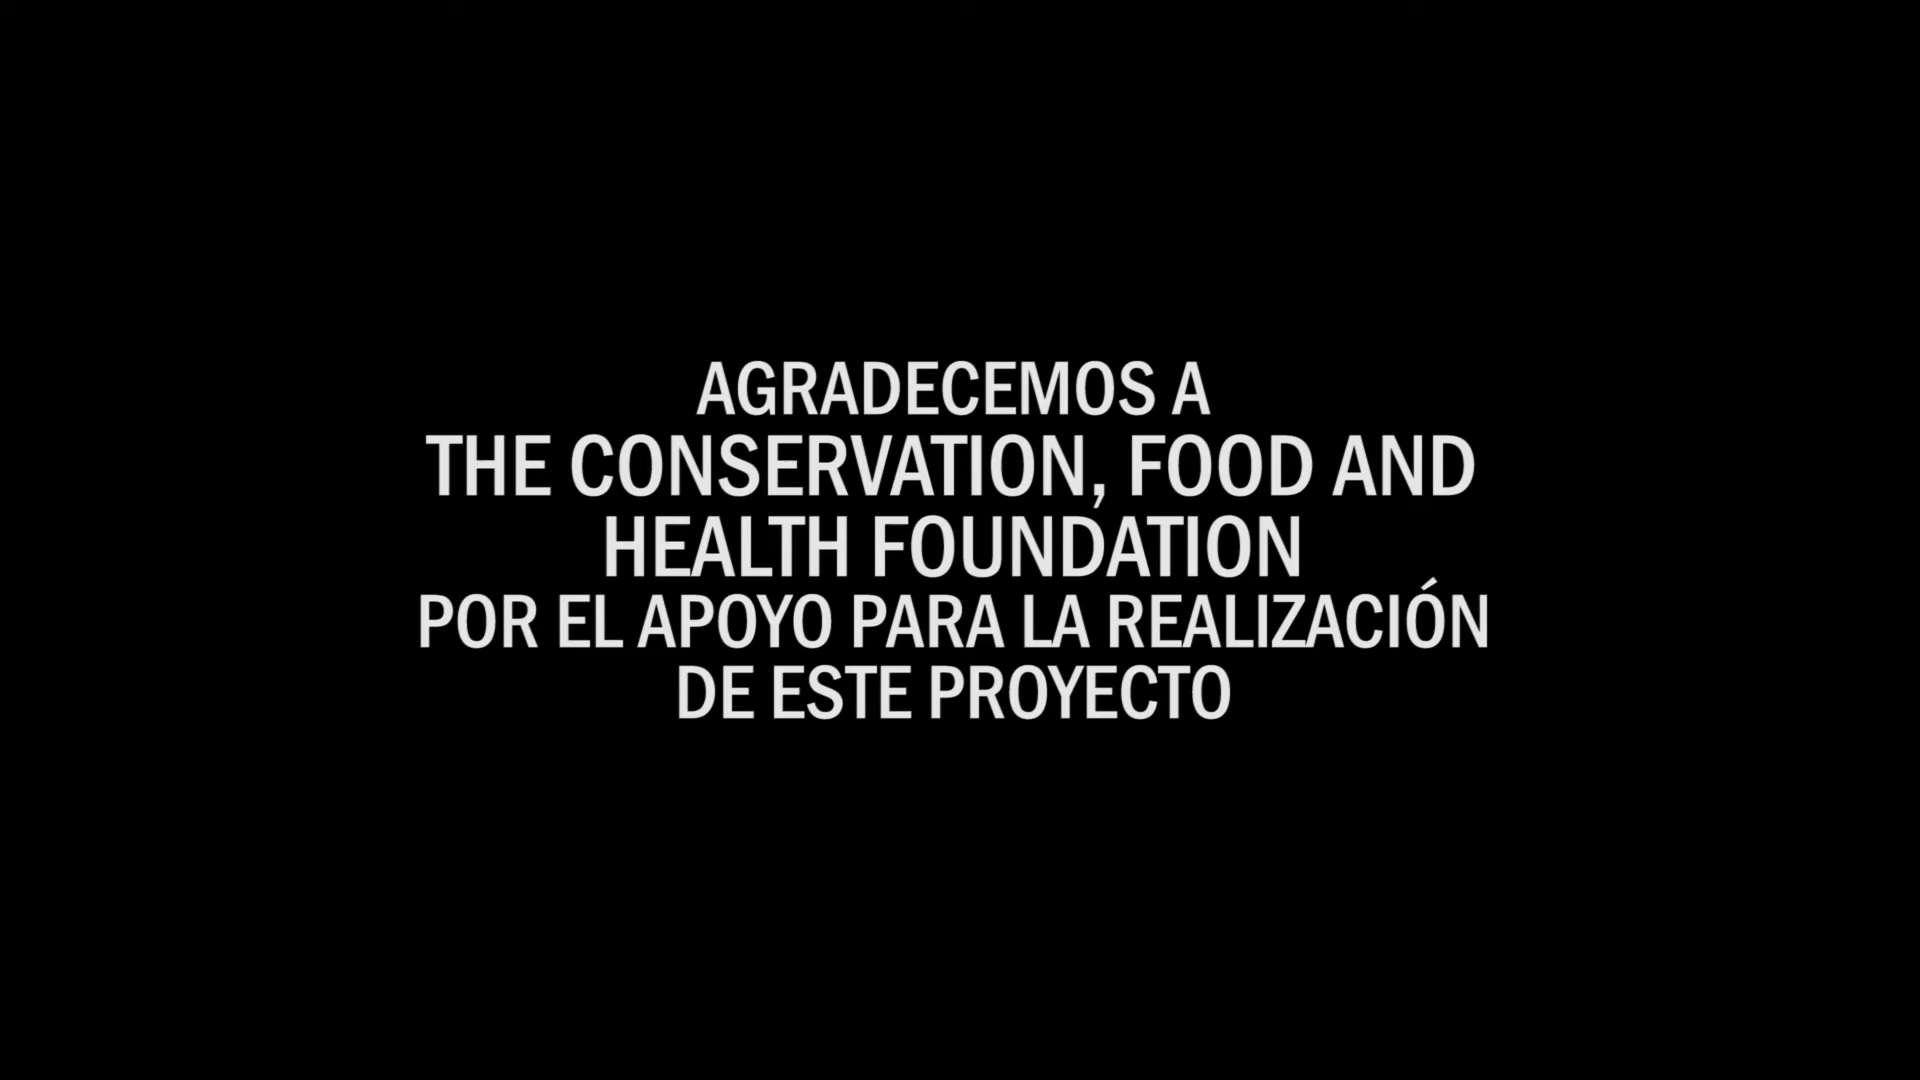 AGRADECEMOS A
THE CONSERVATION, FOOD AND
HEALTH FOUNDATION
POR EL APOYO PARA LA REALIZACIÓN
DE ESTE PROYECTO